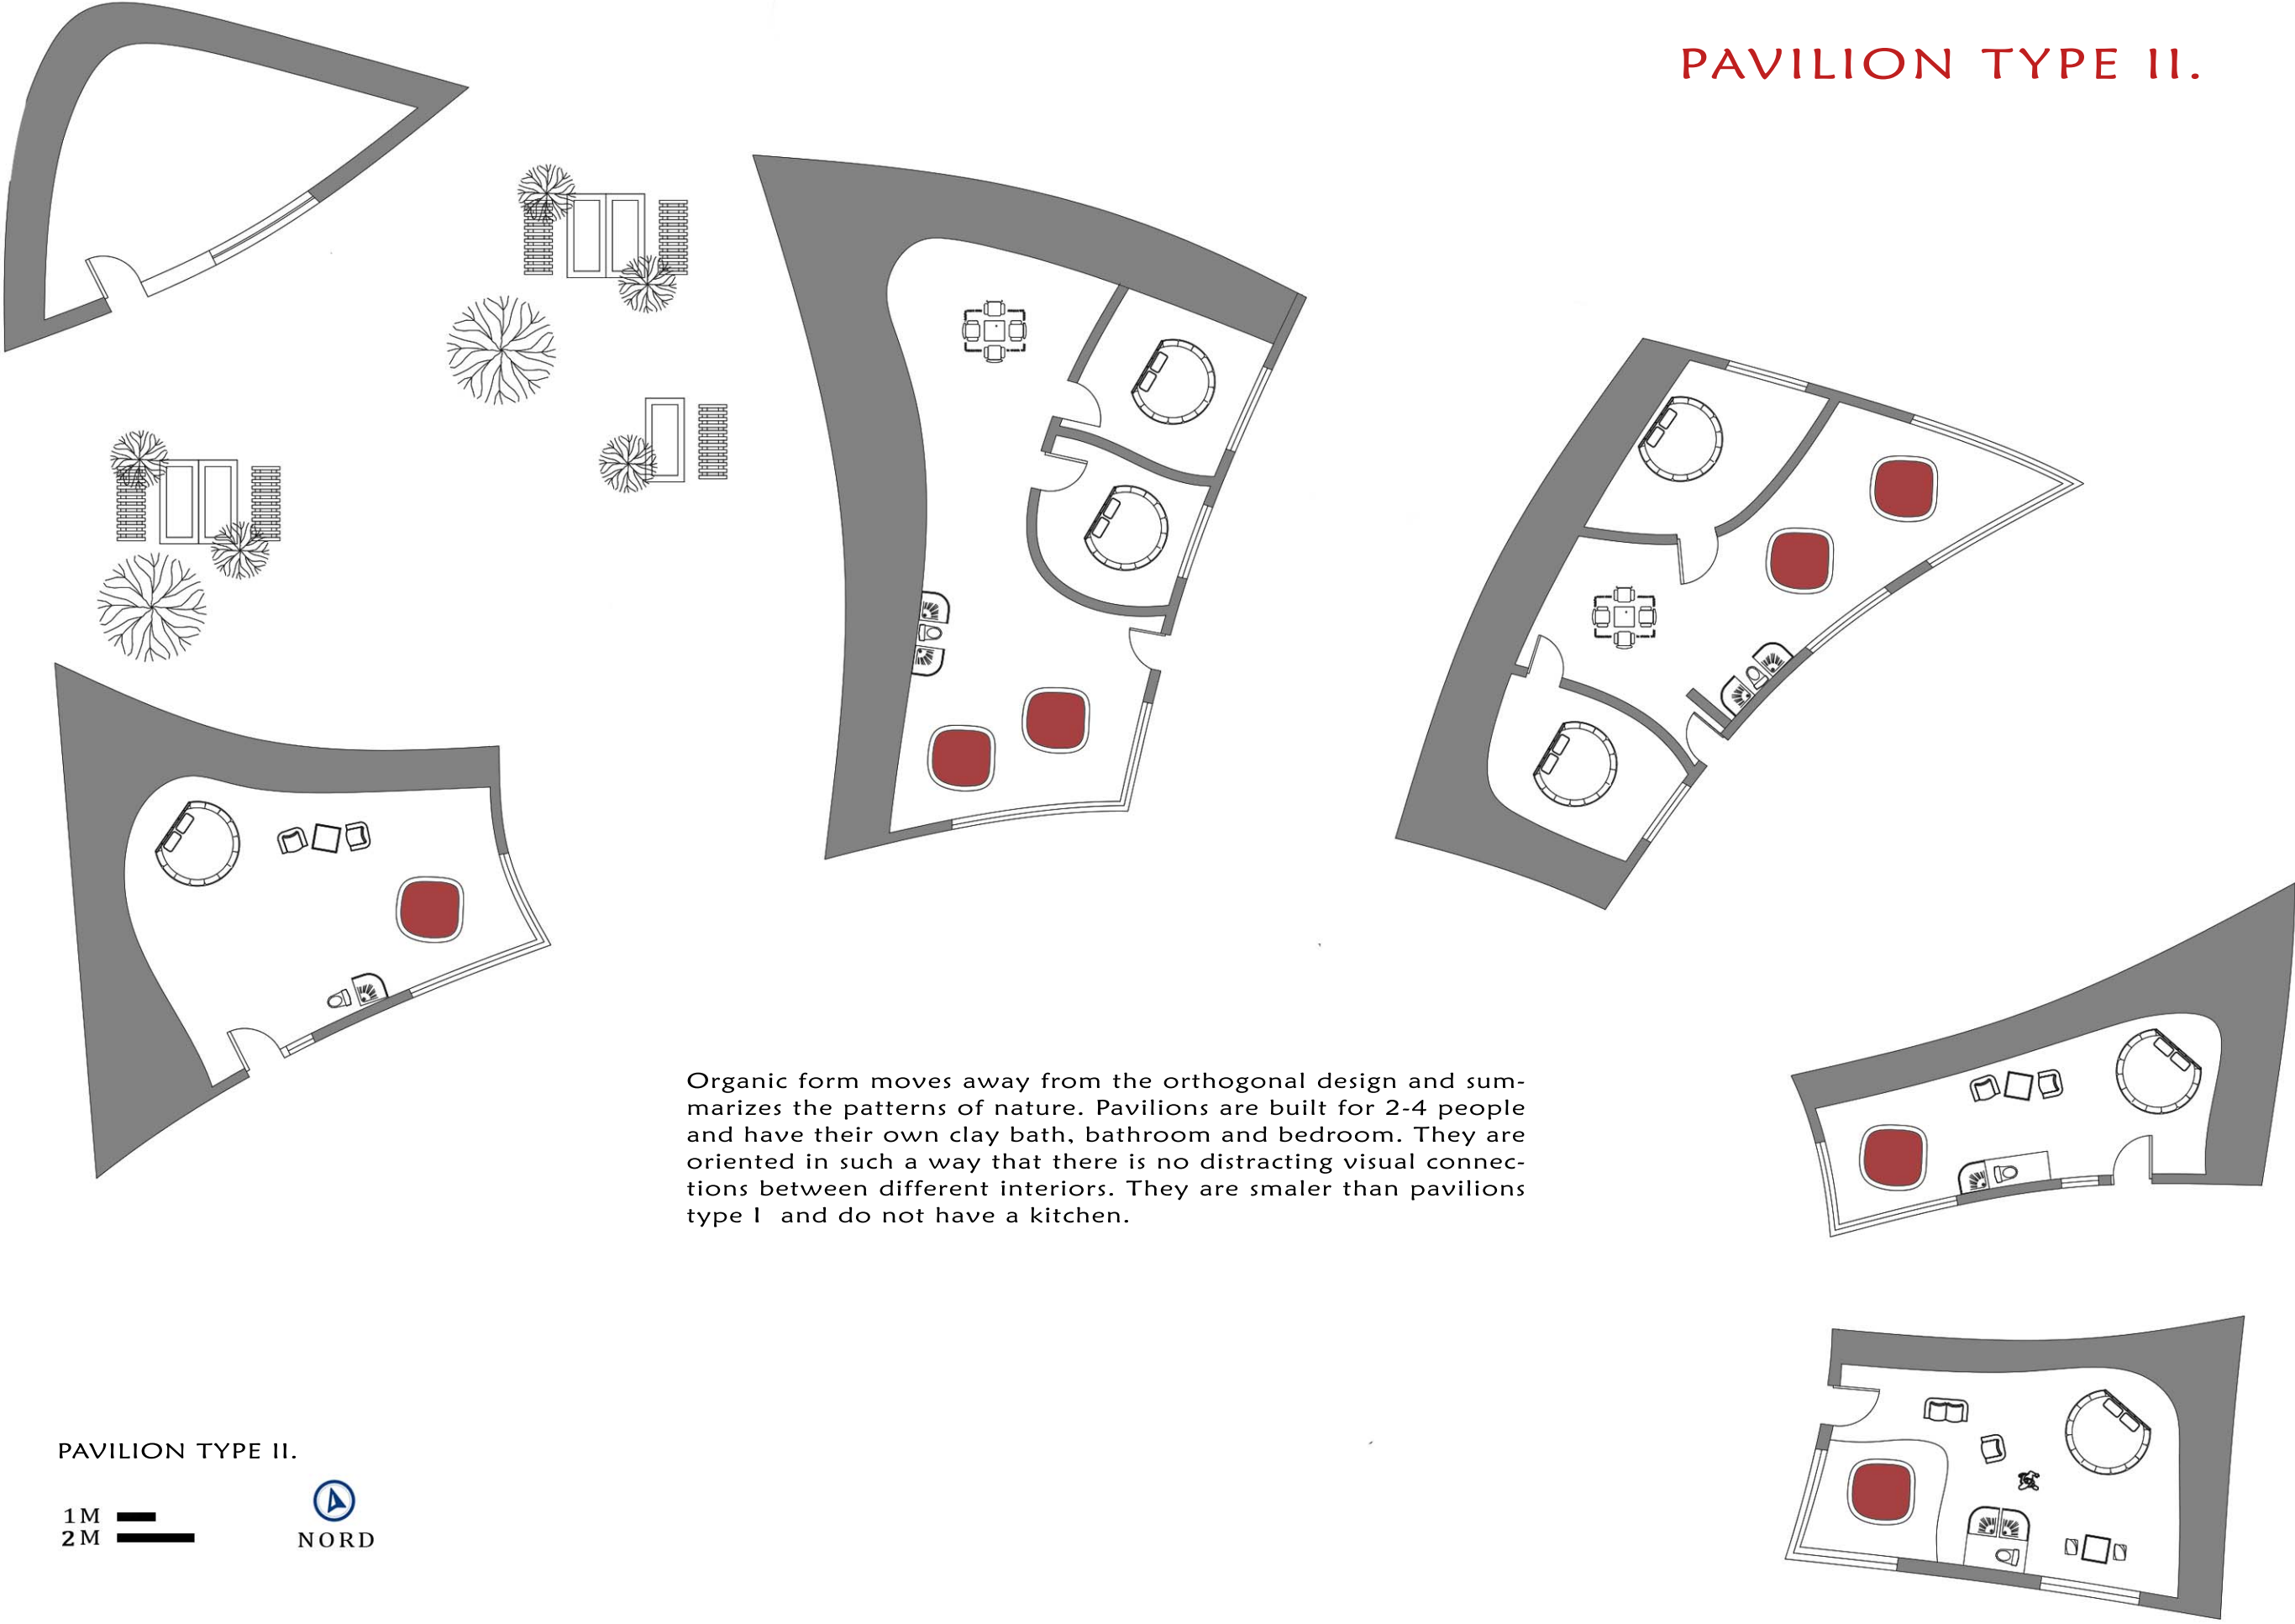 PAVILION TYPE II.
Organic form moves away from the orthogonal design and sum-
marizes the patterns of nature. Pavilions are built for 2-4 people
and have their own clay bath, bathroom and bedroom. They are
oriented in such a way that there is no distracting visual connec-
tions between different interiors. They are smaler than pavilions
type I  and do not have a kitchen.
PAVILION TYPE II.
1M
2M
NORD